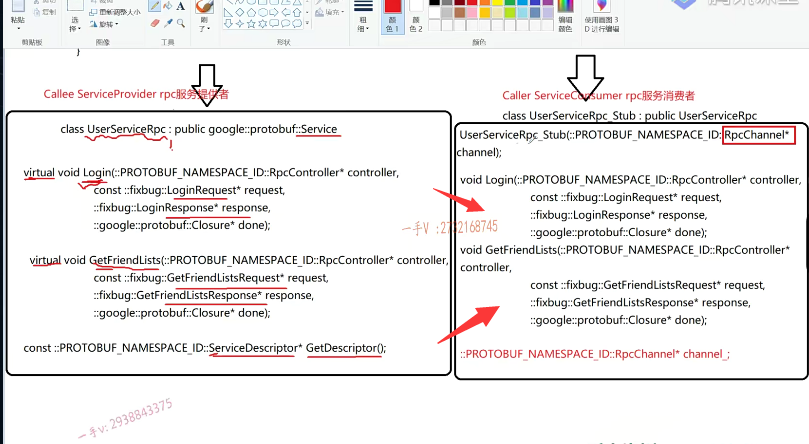 粘贴
复制
选择
重新调整大小
旋转
A
刷子
填充
粗细
颜色 1
颜色 2
编辑颜色
使用画图 3D 进行编辑
剪贴板
图像
工具
形状
颜色
}
Callee ServiceProvider rpc服务提供者
class UserServiceRpc : public google::protobuf::Service
virtual void Login(::PROTOBUF_NAMESPACE_ID::RpcController* controller,
const ::fixbug::LoginRequest* request,
::fixbug::LoginResponse* response,
::google::protobuf::Closure* done);
virtual void GetFriendLists(::PROTOBUF_NAMESPACE_ID::RpcController* controller,
const ::fixbug::GetFriendListsRequest* request,
::fixbug::GetFriendListsResponse* response,
::google::protobuf::Closure* done);
const ::PROTOBUF_NAMESPACE_ID::ServiceDescriptor* GetDescriptor();
Caller ServiceConsumer rpc服务消费者
class UserServiceRpc_Stub : public UserServiceRpc
UserServiceRpc_Stub(::PROTOBUF_NAMESPACE_ID::RpcChannel*
channel);
void Login(::PROTOBUF_NAMESPACE_ID::RpcController* controller,
const ::fixbug::LoginRequest* request,
::fixbug::LoginResponse* response,
::google::protobuf::Closure* done);
void GetFriendLists(::PROTOBUF_NAMESPACE_ID::RpcController*
controller,
const ::fixbug::GetFriendListsRequest* request,
::fixbug::GetFriendListsResponse* response,
::google::protobuf::Closure* done);
::PROTOBUF_NAMESPACE_ID::RpcChannel* channel_;
一手V
一手v: 2938843375